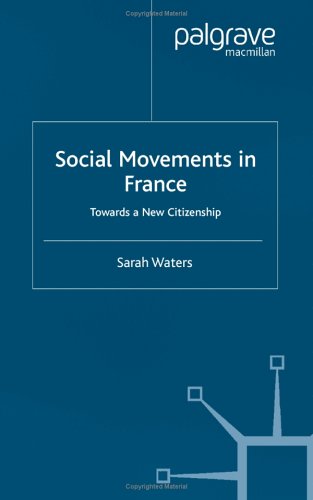 Copyrighted Material
palgrave
macmillan
Social Movements in
France
Towards a New Citizenship
Sarah Waters
Copyrighted Material